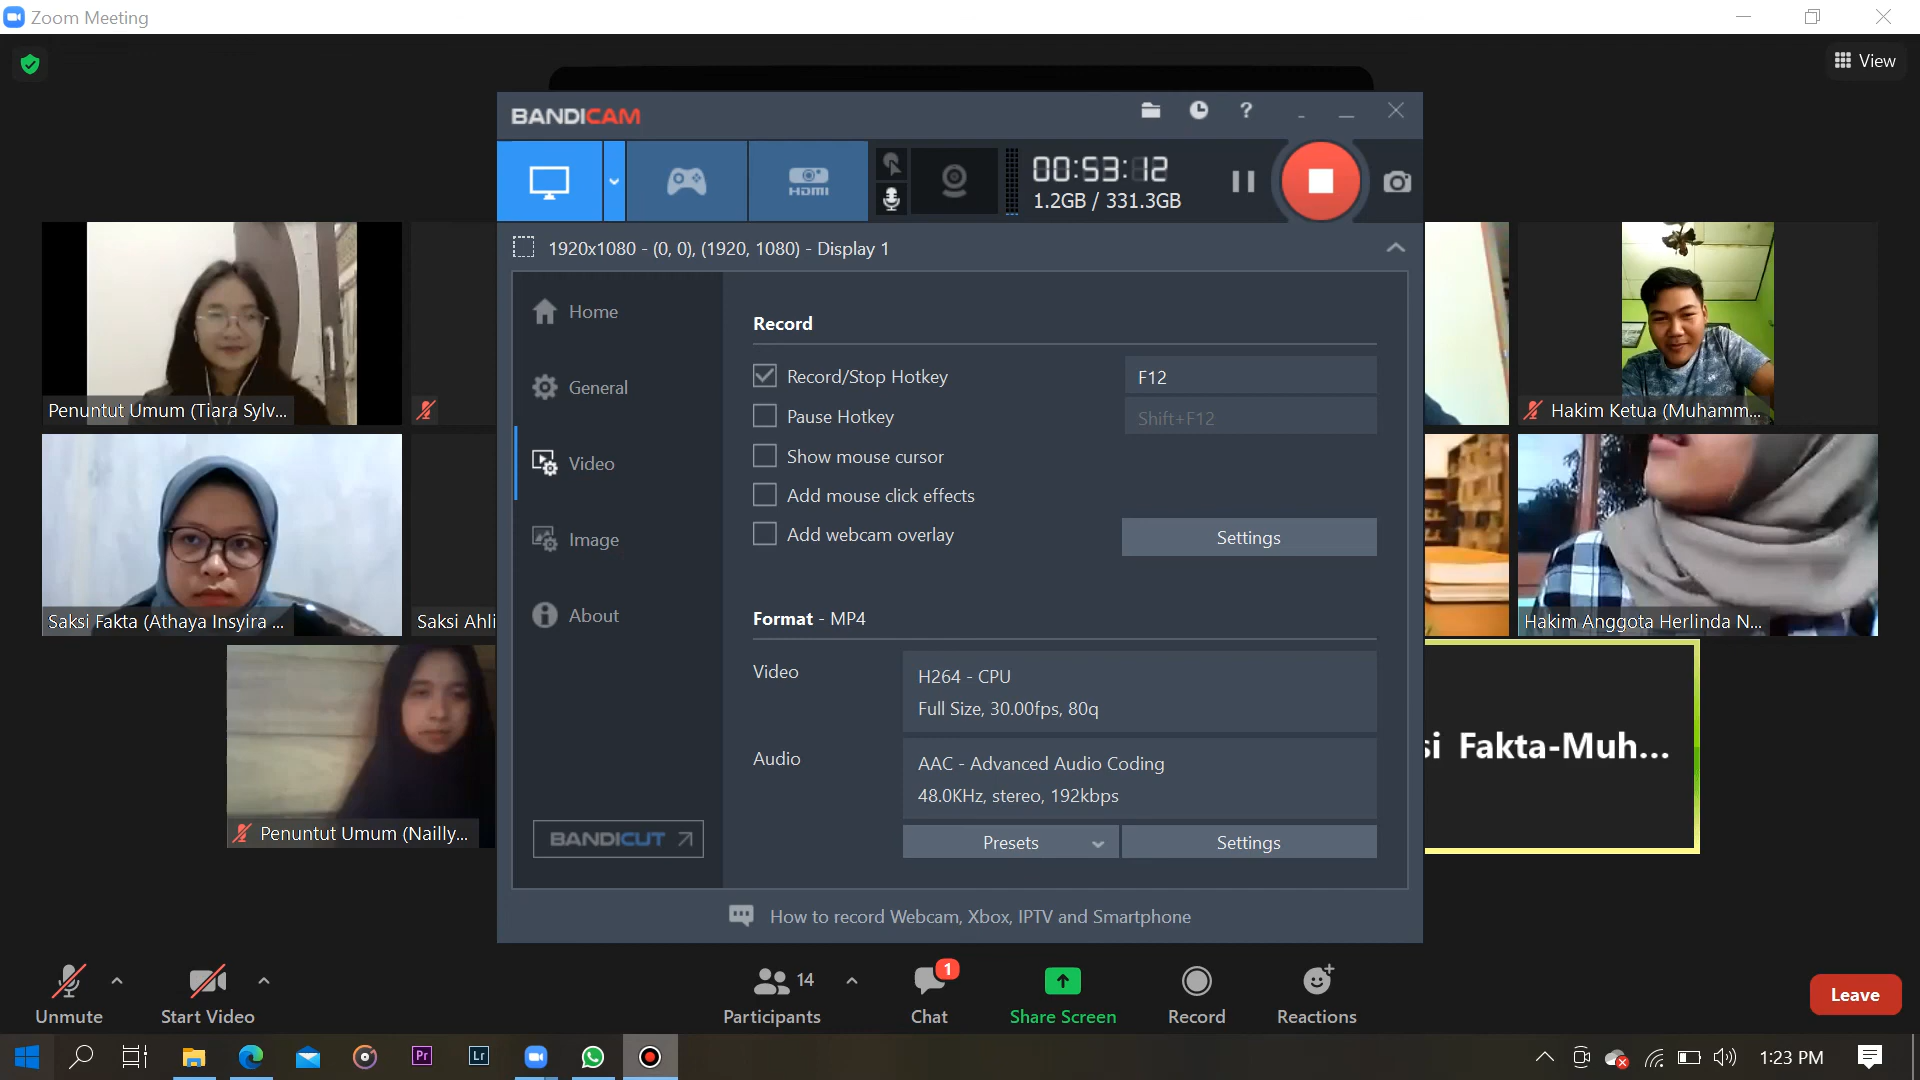 Zoom Meeting
View
BANDICAM
?
HDMI
00:53:12
1.2GB / 331.3GB
1920x1080 - (0, 0), (1920, 1080) - Display 1
Home
General
Video
Image
About
BANDICUT
Record
Record/Stop Hotkey
F12
Pause Hotkey
Shift+F12
Show mouse cursor
Add mouse click effects
Add webcam overlay
Settings
Format - MP4
Video
H264 - CPU
Full Size, 30.00fps, 80q
Audio
AAC - Advanced Audio Coding
48.0KHz, stereo, 192kbps
Presets
Settings
How to record Webcam, Xbox, IPTV and Smartphone
Penuntut Umum (Tiara Sylv...
Hakim Ketua (Muhamm...
Saksi Fakta (Athaya Insyira ...
Saksi Ahli
Hakim Anggota Herlinda N...
Penuntut Umum (Nailly...
si Fakta-Muh...
Unmute
Start Video
14
Participants
1
Chat
Share Screen
Record
Reactions
Leave
Pr
Lr
1:23 PM